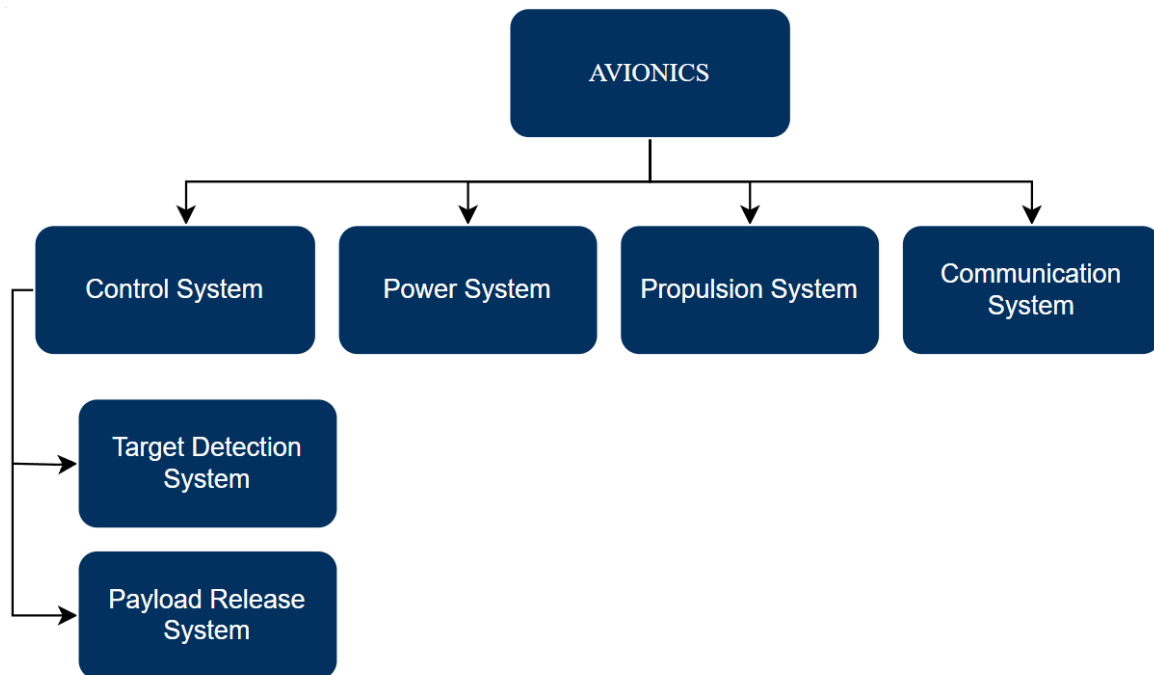 AVIONICS
Control System
Power System
Propulsion System
Communication
System
Target Detection
System
Payload Release
System